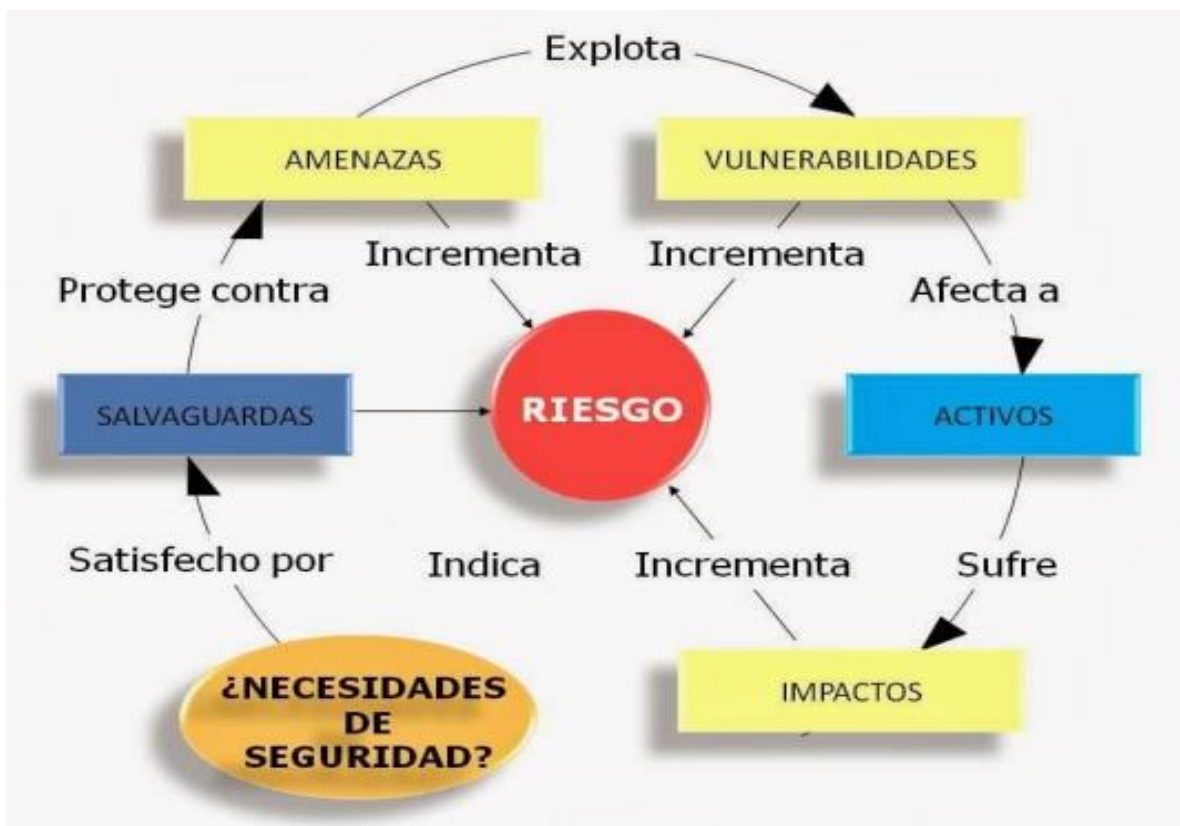 Explota
AMENAZAS
VULNERABILIDADES
Incrementa
Incrementa
Protege contra
Afecta a
SALVAGUARDAS
RIESGO
ACTIVOS
Satisfecho por
Indica
Incrementa
Sufre
¿NECESIDADES
DE
SEGURIDAD?
IMPACTOS